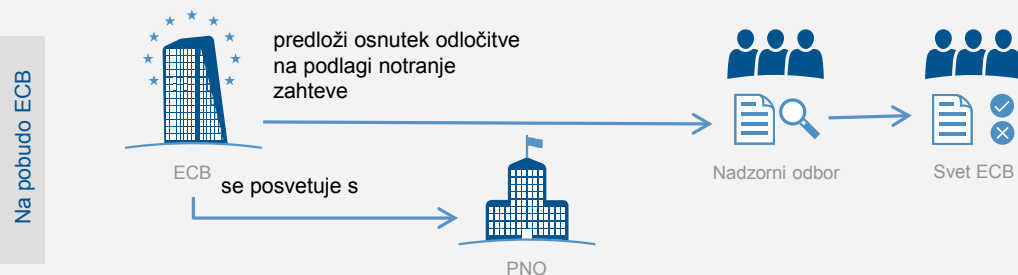 Na pobudo ECB
predloži osnutek odločitve
na podlagi notranje
zahteve
ECB
se posvetuje s
PNO
Nadzorni odbor
Svet ECB